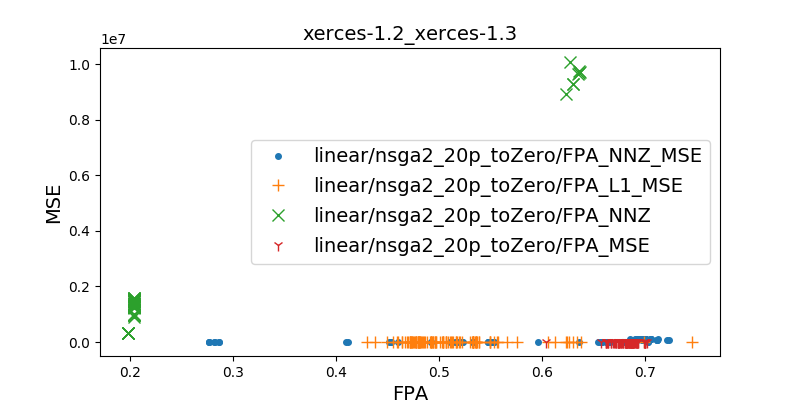 xerces-1.2_xerces-1.3
1e7
1.0
0.8
0.6
0.4
0.2
0.0
MSE
linear/nsga2_20p_toZero/FPA_NNZ_MSE
linear/nsga2_20p_toZero/FPA_L1_MSE
linear/nsga2_20p_toZero/FPA_NNZ
linear/nsga2_20p_toZero/FPA_MSE
0.2 0.3 0.4 0.5 0.6 0.7
FPA